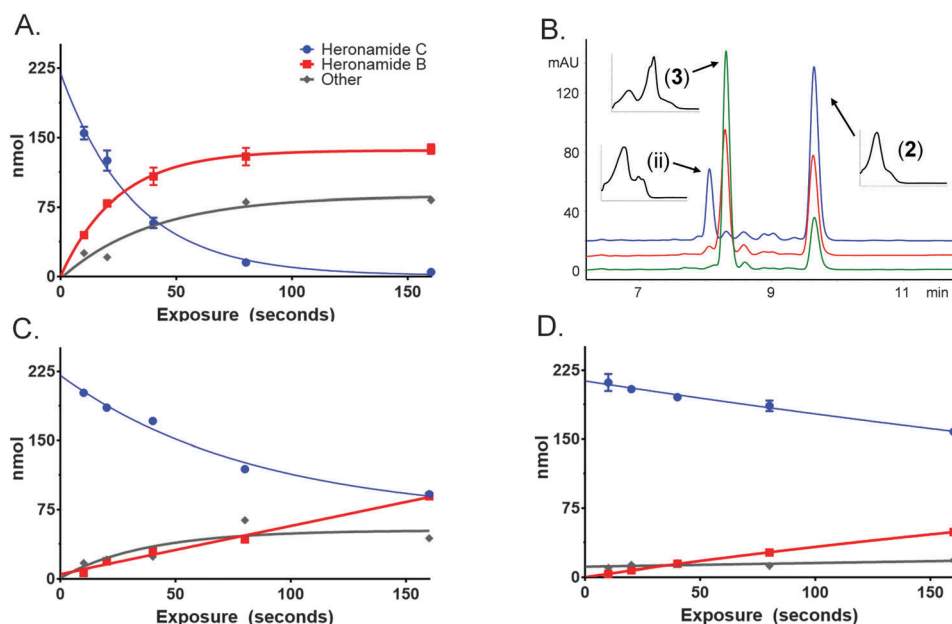 A.
225
150
75
0
nmol
0 50 100 150
Exposure (seconds)
Heronamide C
Heronamide B
Other
B.
mAU
120
80
40
0
7 9 11 min
(3)
(ii)
(2)
C.
225
150
75
0
nmol
0 50 100 150
Exposure (seconds)
D.
225
150
75
0
nmol
0 50 100 150
Exposure (seconds)